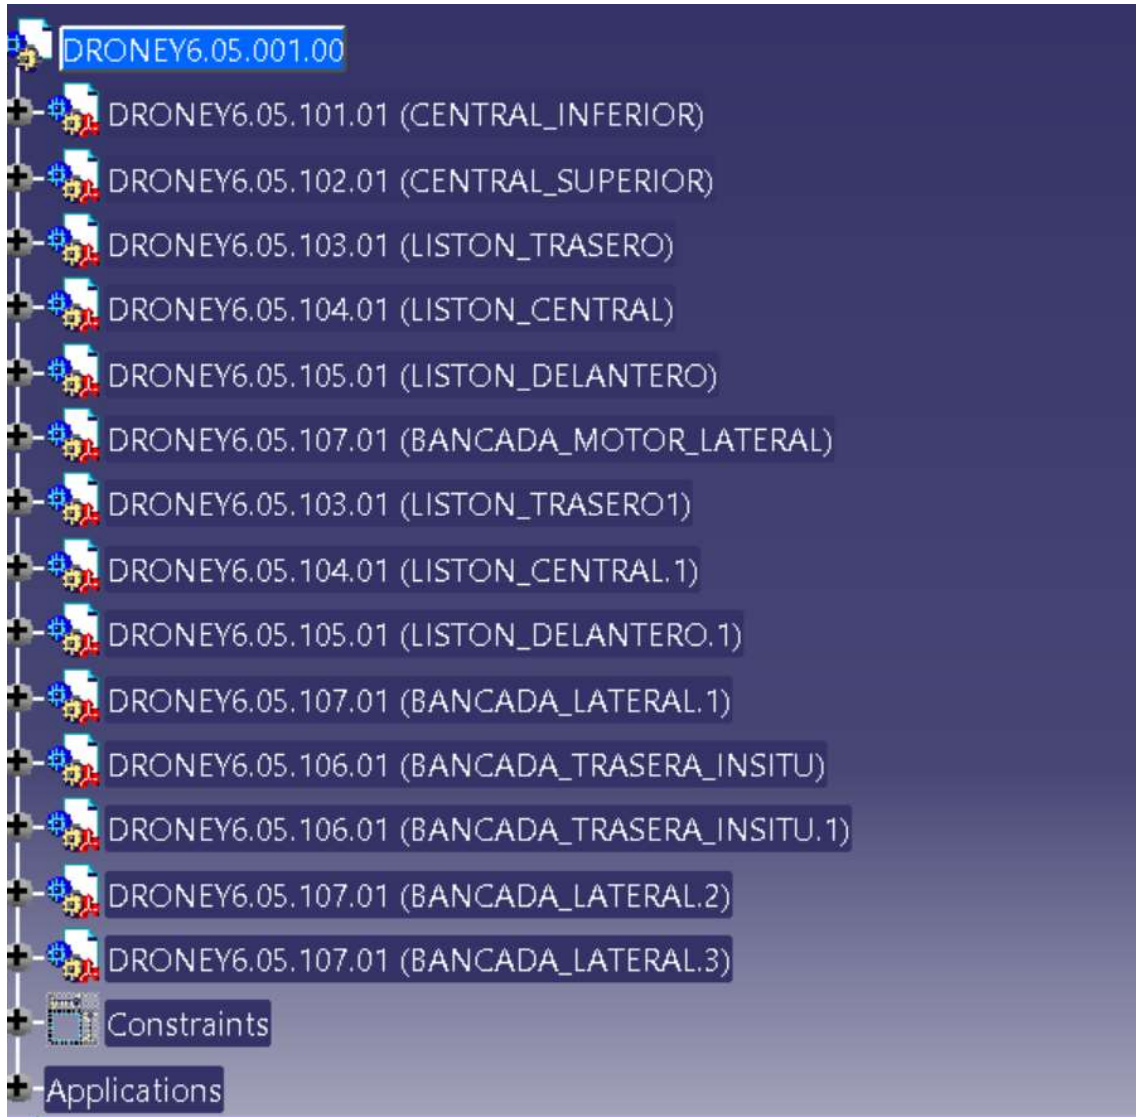 DRONEY6.05.001.00
DRONEY6.05.101.01 (CENTRAL_INFERIOR)
DRONEY6.05.102.01 (CENTRAL_SUPERIOR)
DRONEY6.05.103.01 (LISTON_TRASERO)
DRONEY6.05.104.01 (LISTON_CENTRAL)
DRONEY6.05.105.01 (LISTON_DELANTERO)
DRONEY6.05.107.01 (BANCADA_MOTOR_LATERAL)
DRONEY6.05.103.01 (LISTON_TRASERO1)
DRONEY6.05.104.01 (LISTON_CENTRAL.1)
DRONEY6.05.105.01 (LISTON_DELANTERO.1)
DRONEY6.05.107.01 (BANCADA_LATERAL.1)
DRONEY6.05.106.01 (BANCADA_TRASERA_INSITU)
DRONEY6.05.106.01 (BANCADA_TRASERA_INSITU.1)
DRONEY6.05.107.01 (BANCADA_LATERAL.2)
DRONEY6.05.107.01 (BANCADA_LATERAL.3)
Constraints
Applications